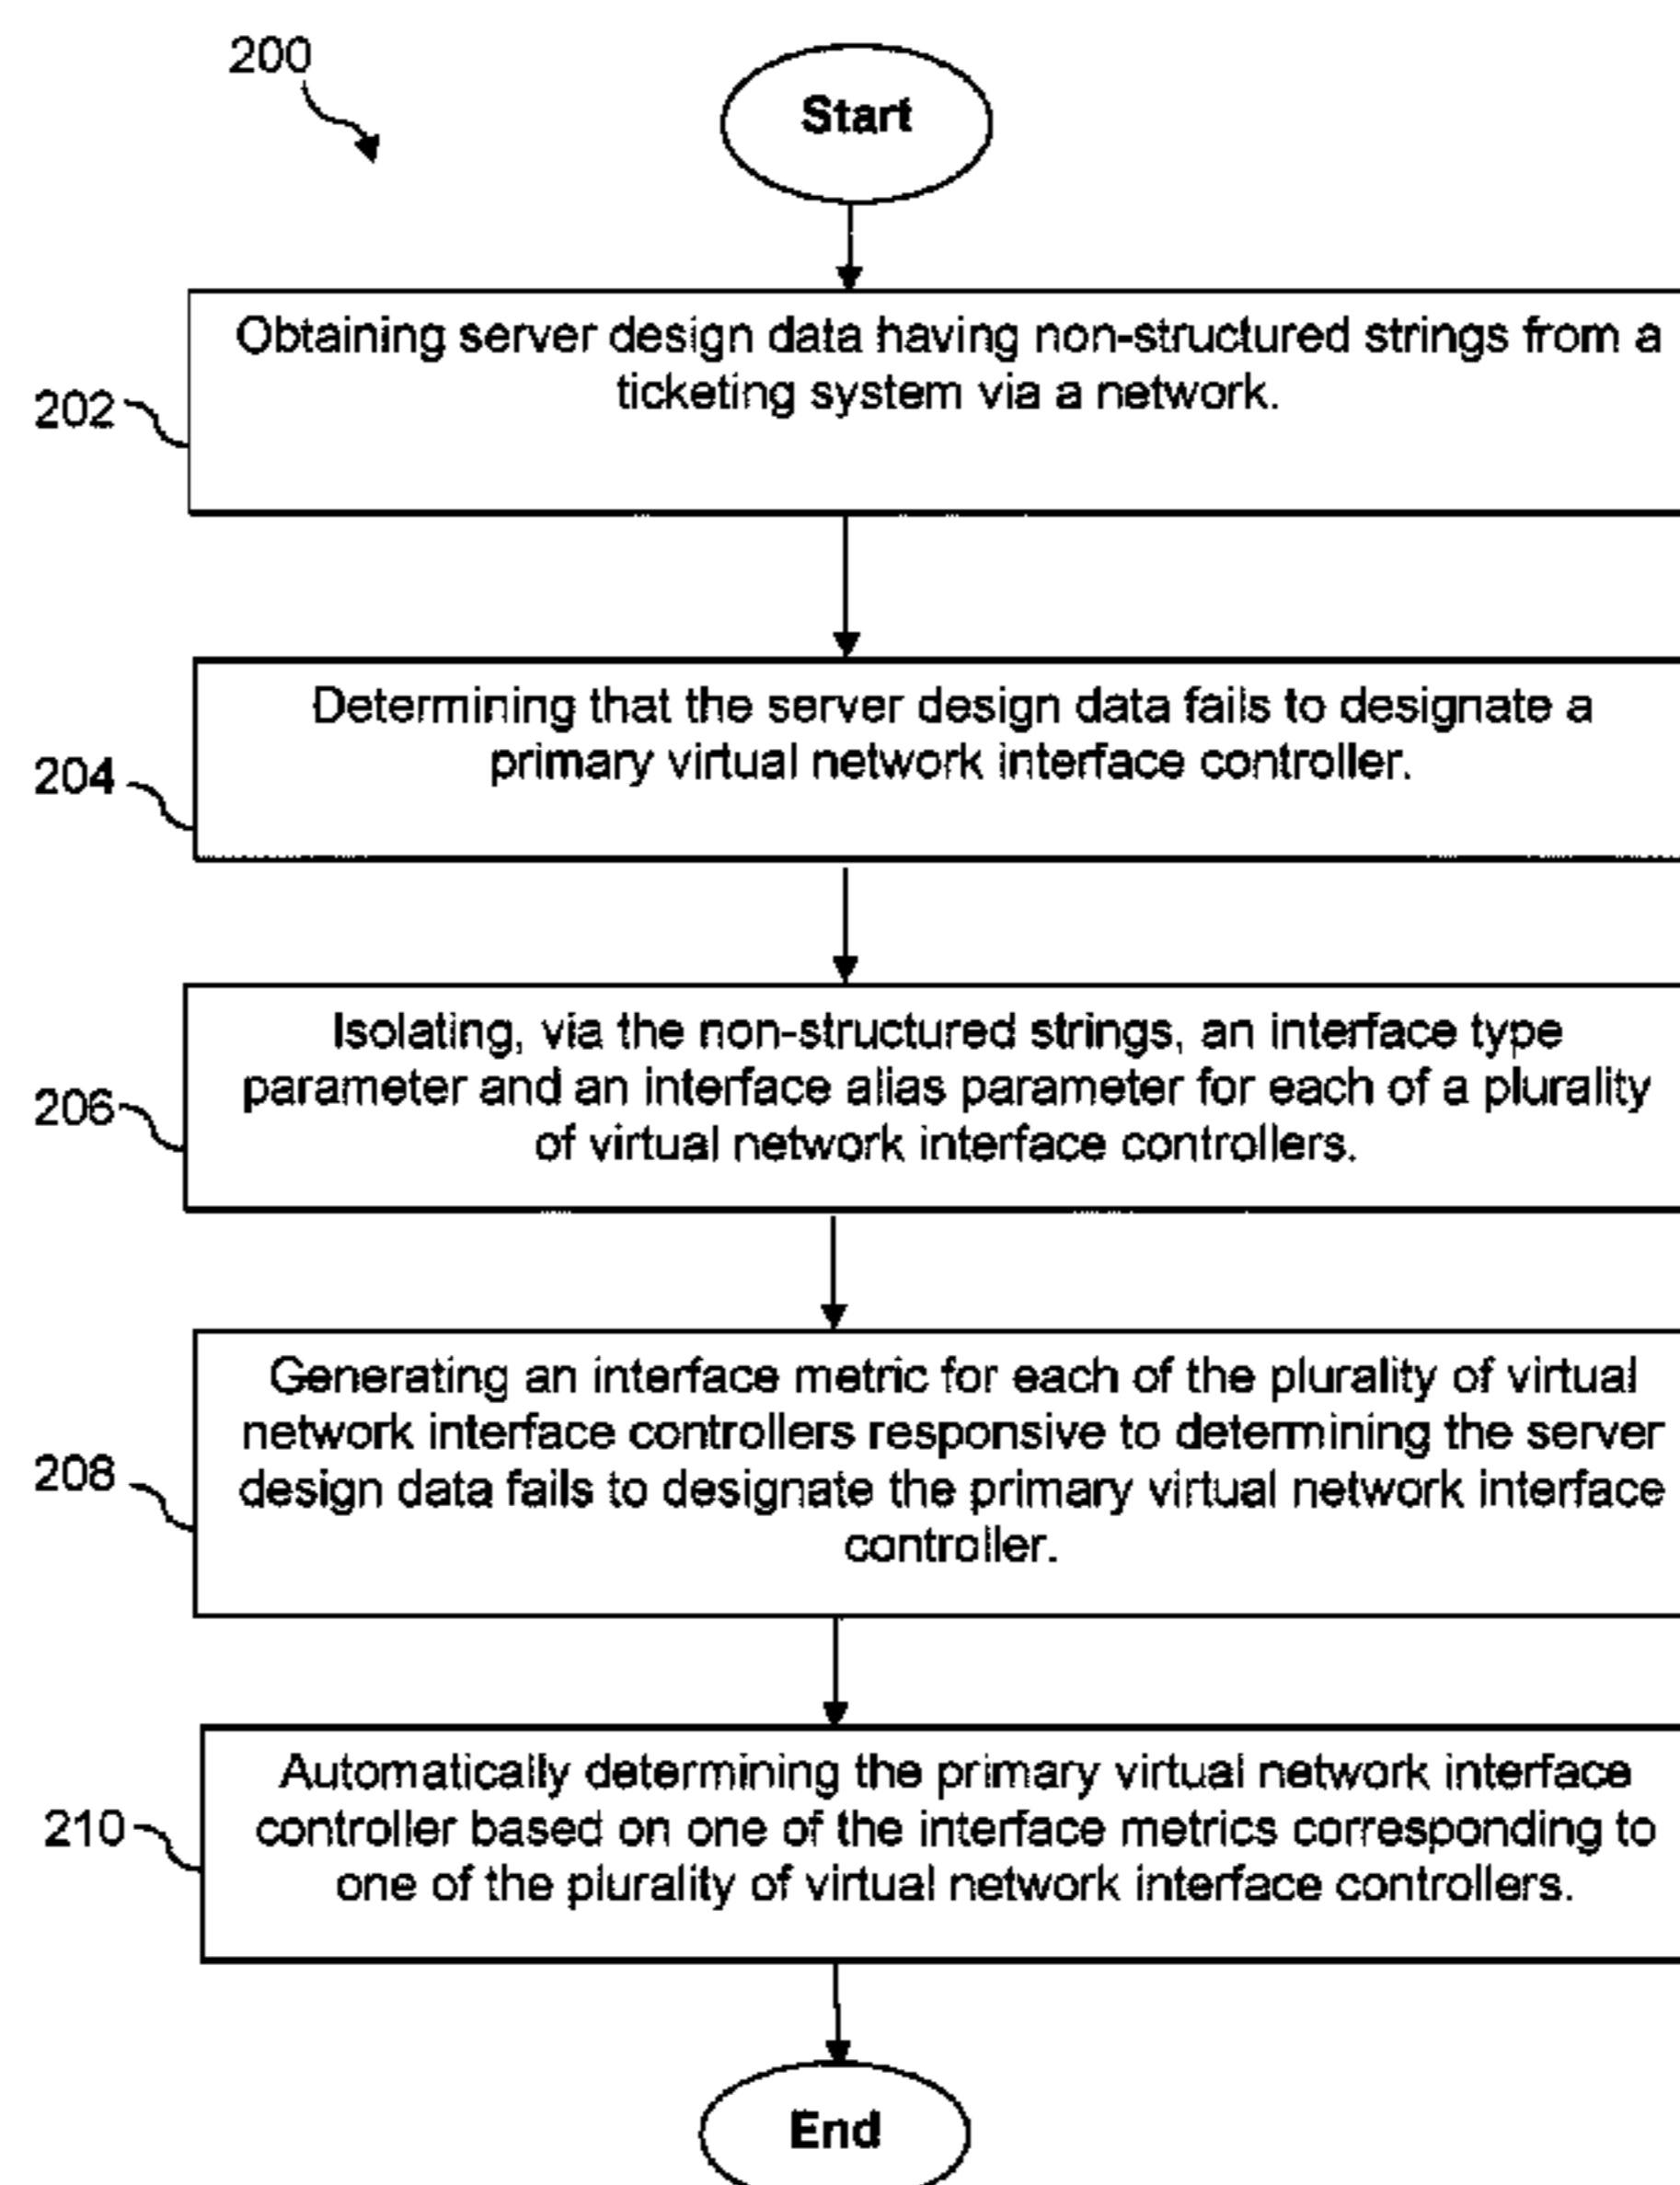 200
Start
Obtaining server design data having non-structured strings from a
ticketing system via a network.
202
Determining that the server design data fails to designate a
primary virtual network interface controller.
204
Isolating, via the non-structured strings, an interface type
parameter and an interface alias parameter for each of a plurality
of virtual network interface controllers.
206
Generating an interface metric for each of the plurality of virtual
network interface controllers responsive to determining the server
design data fails to designate the primary virtual network interface
controller.
208
Automatically determining the primary virtual network interface
controller based on one of the interface metrics corresponding to
one of the plurality of virtual network interface controllers.
210
End